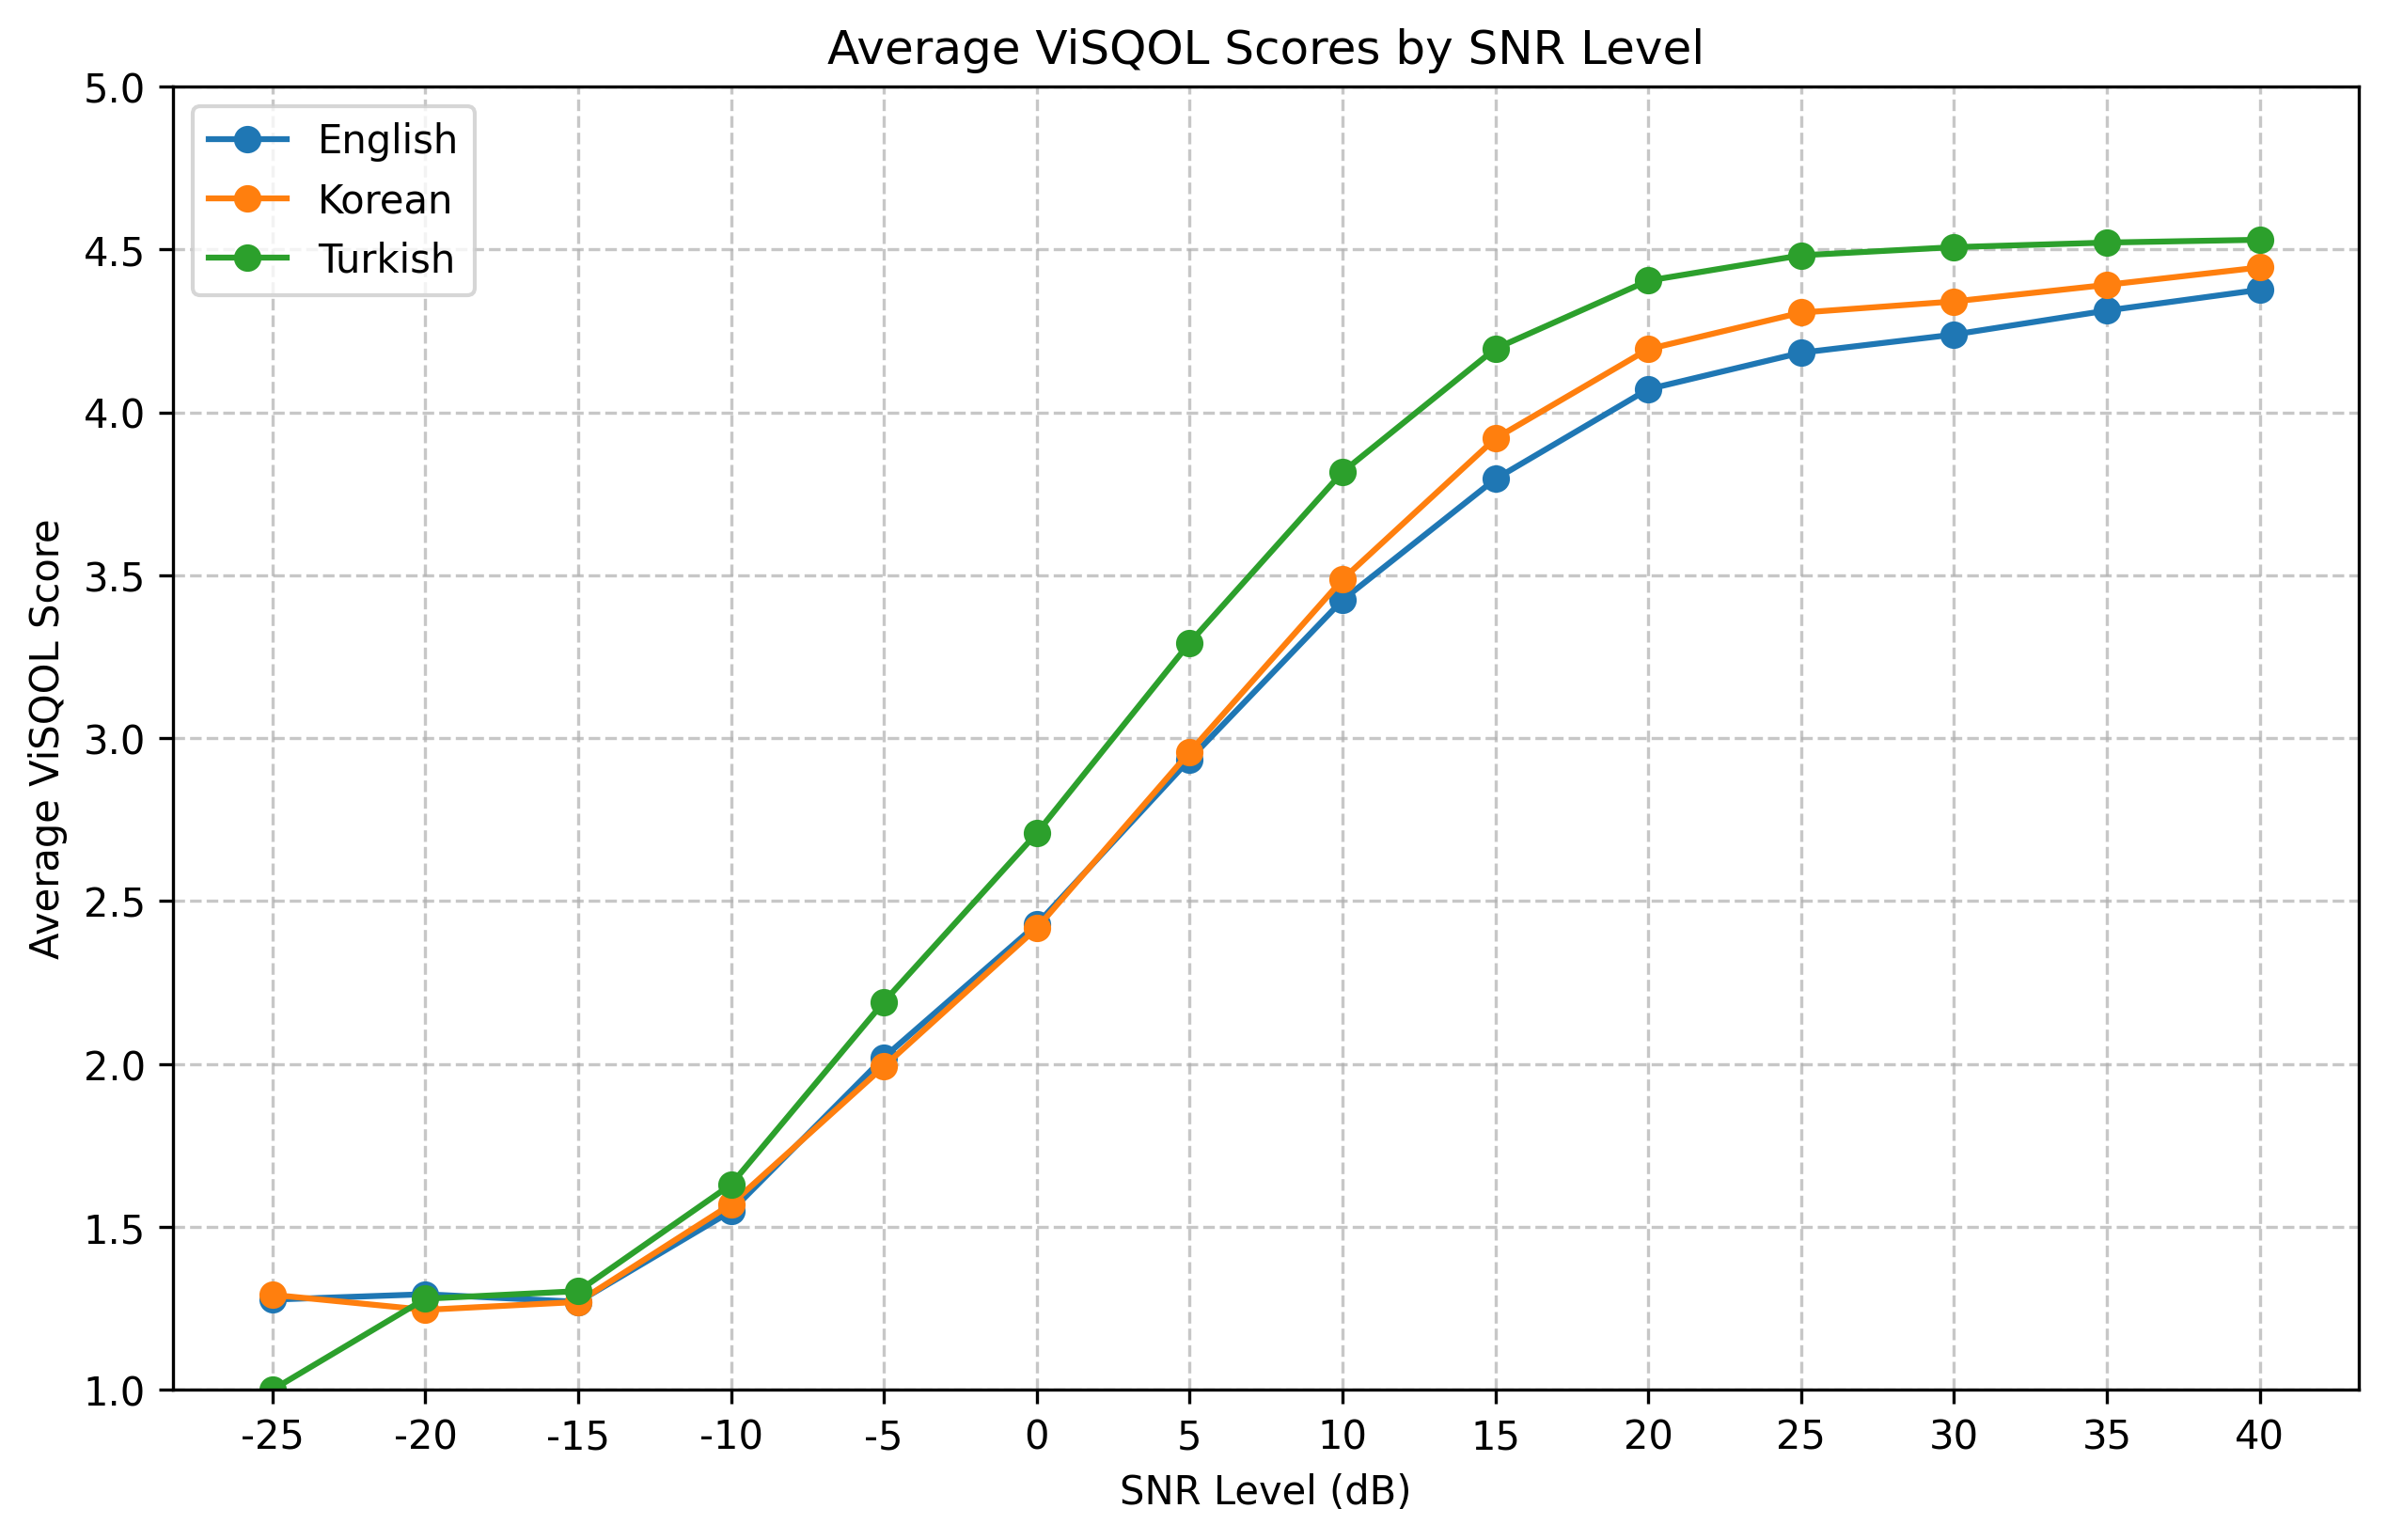 Average ViSQOL Scores by SNR Level
English
Korean
Turkish
Average ViSQOL Score
5.0
4.5
4.0
3.5
3.0
2.5
2.0
1.5
1.0
-25 -20 -15 -10 -5 0 5 10 15 20 25 30 35 40
SNR Level (dB)